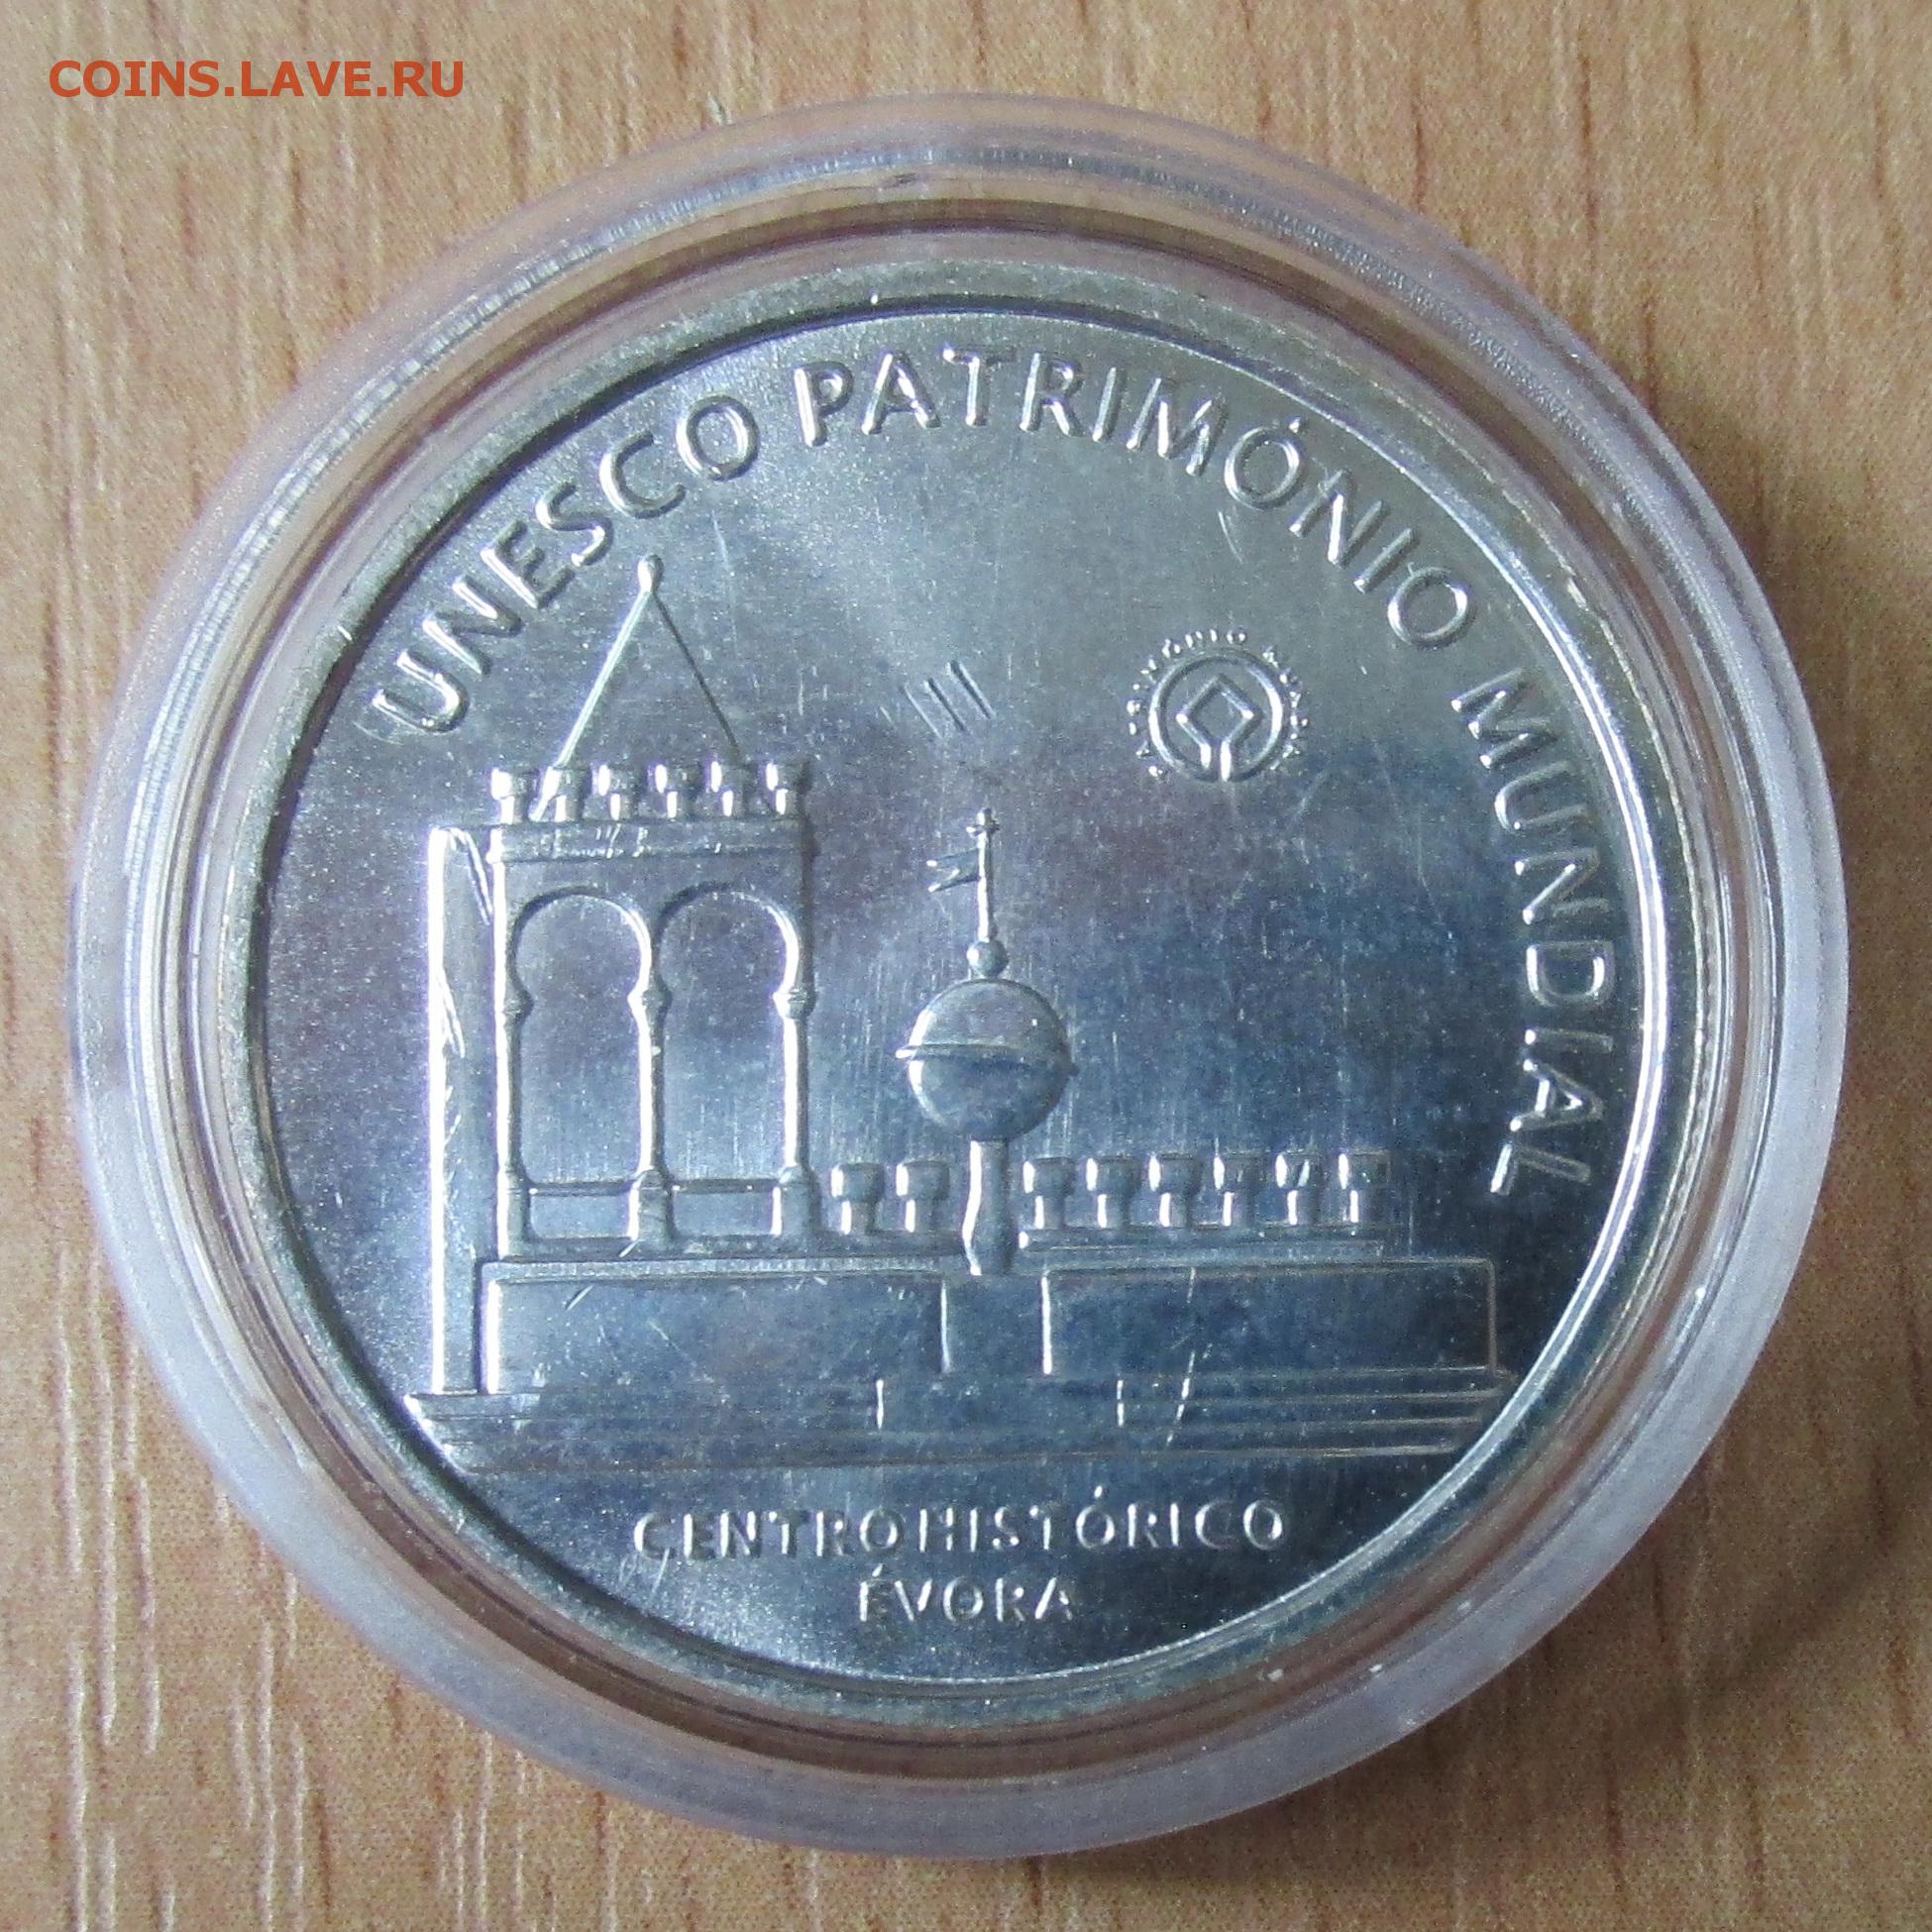 COINS.LAVE.RU
UNESCO PATRIMÓNIO MUNDIAL
CENTRO HISTÓRICO
ÉVORA